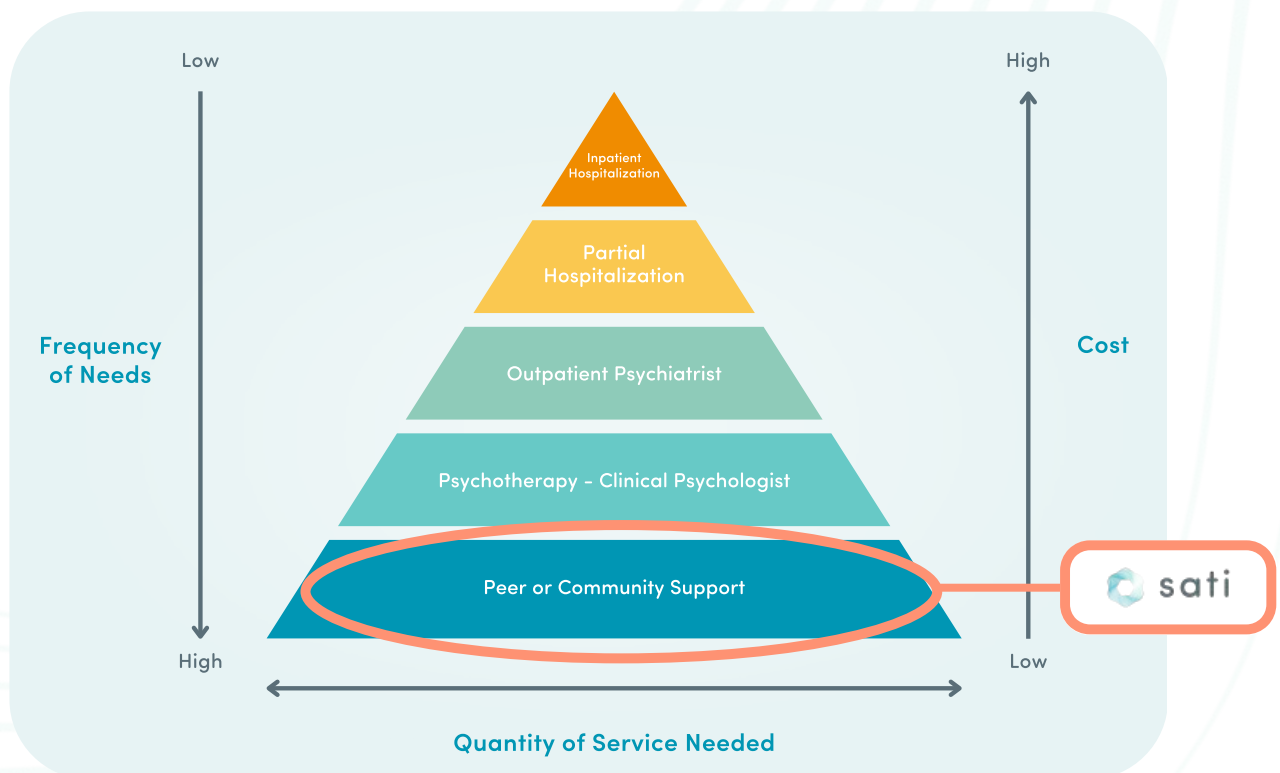 Low
High
Inpatient
Hospitalization
Partial
Hospitalization
Frequency
of Needs
Cost
Outpatient Psychiatrist
Psychotherapy - Clinical Psychologist
Peer or Community Support
sati
High
Low
Quantity of Service Needed